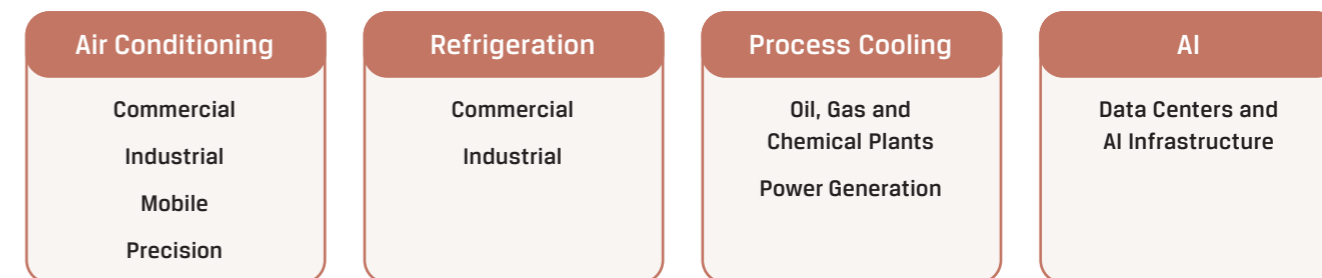 Air Conditioning
Commercial
Industrial
Mobile
Precision
Refrigeration
Commercial
Industrial
Process Cooling
Oil, Gas and
Chemical Plants
Power Generation
AI
Data Centers and
AI Infrastructure